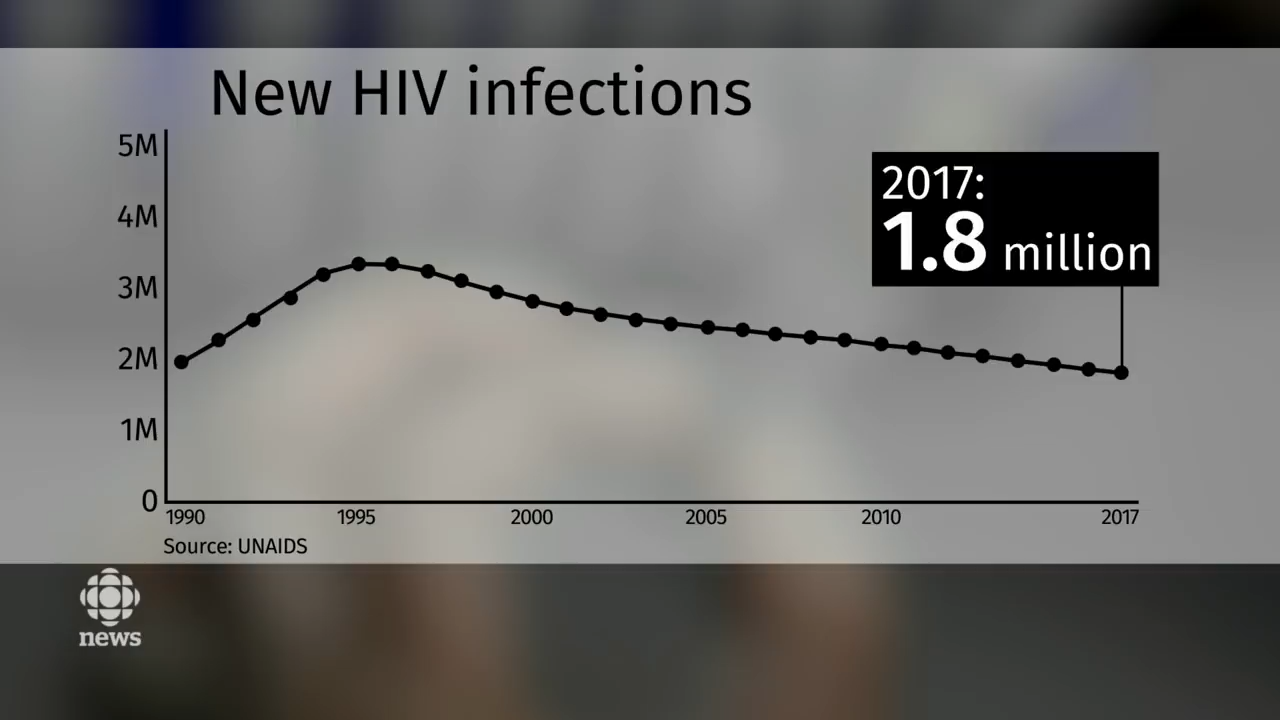 New HIV infections
5M
4M
3M
2M
1M
0
2017:
1.8 million
1990 1995 2000 2005 2010 2017
Source: UNAIDS
news